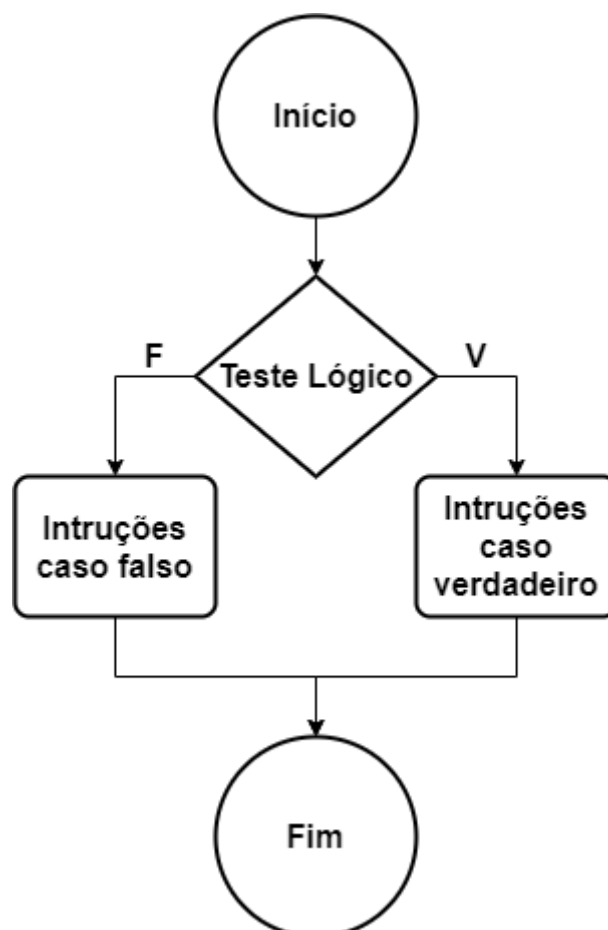 Início
F
Teste Lógico
V
Intruções
caso falso
Intruções
caso
verdadeiro
Fim